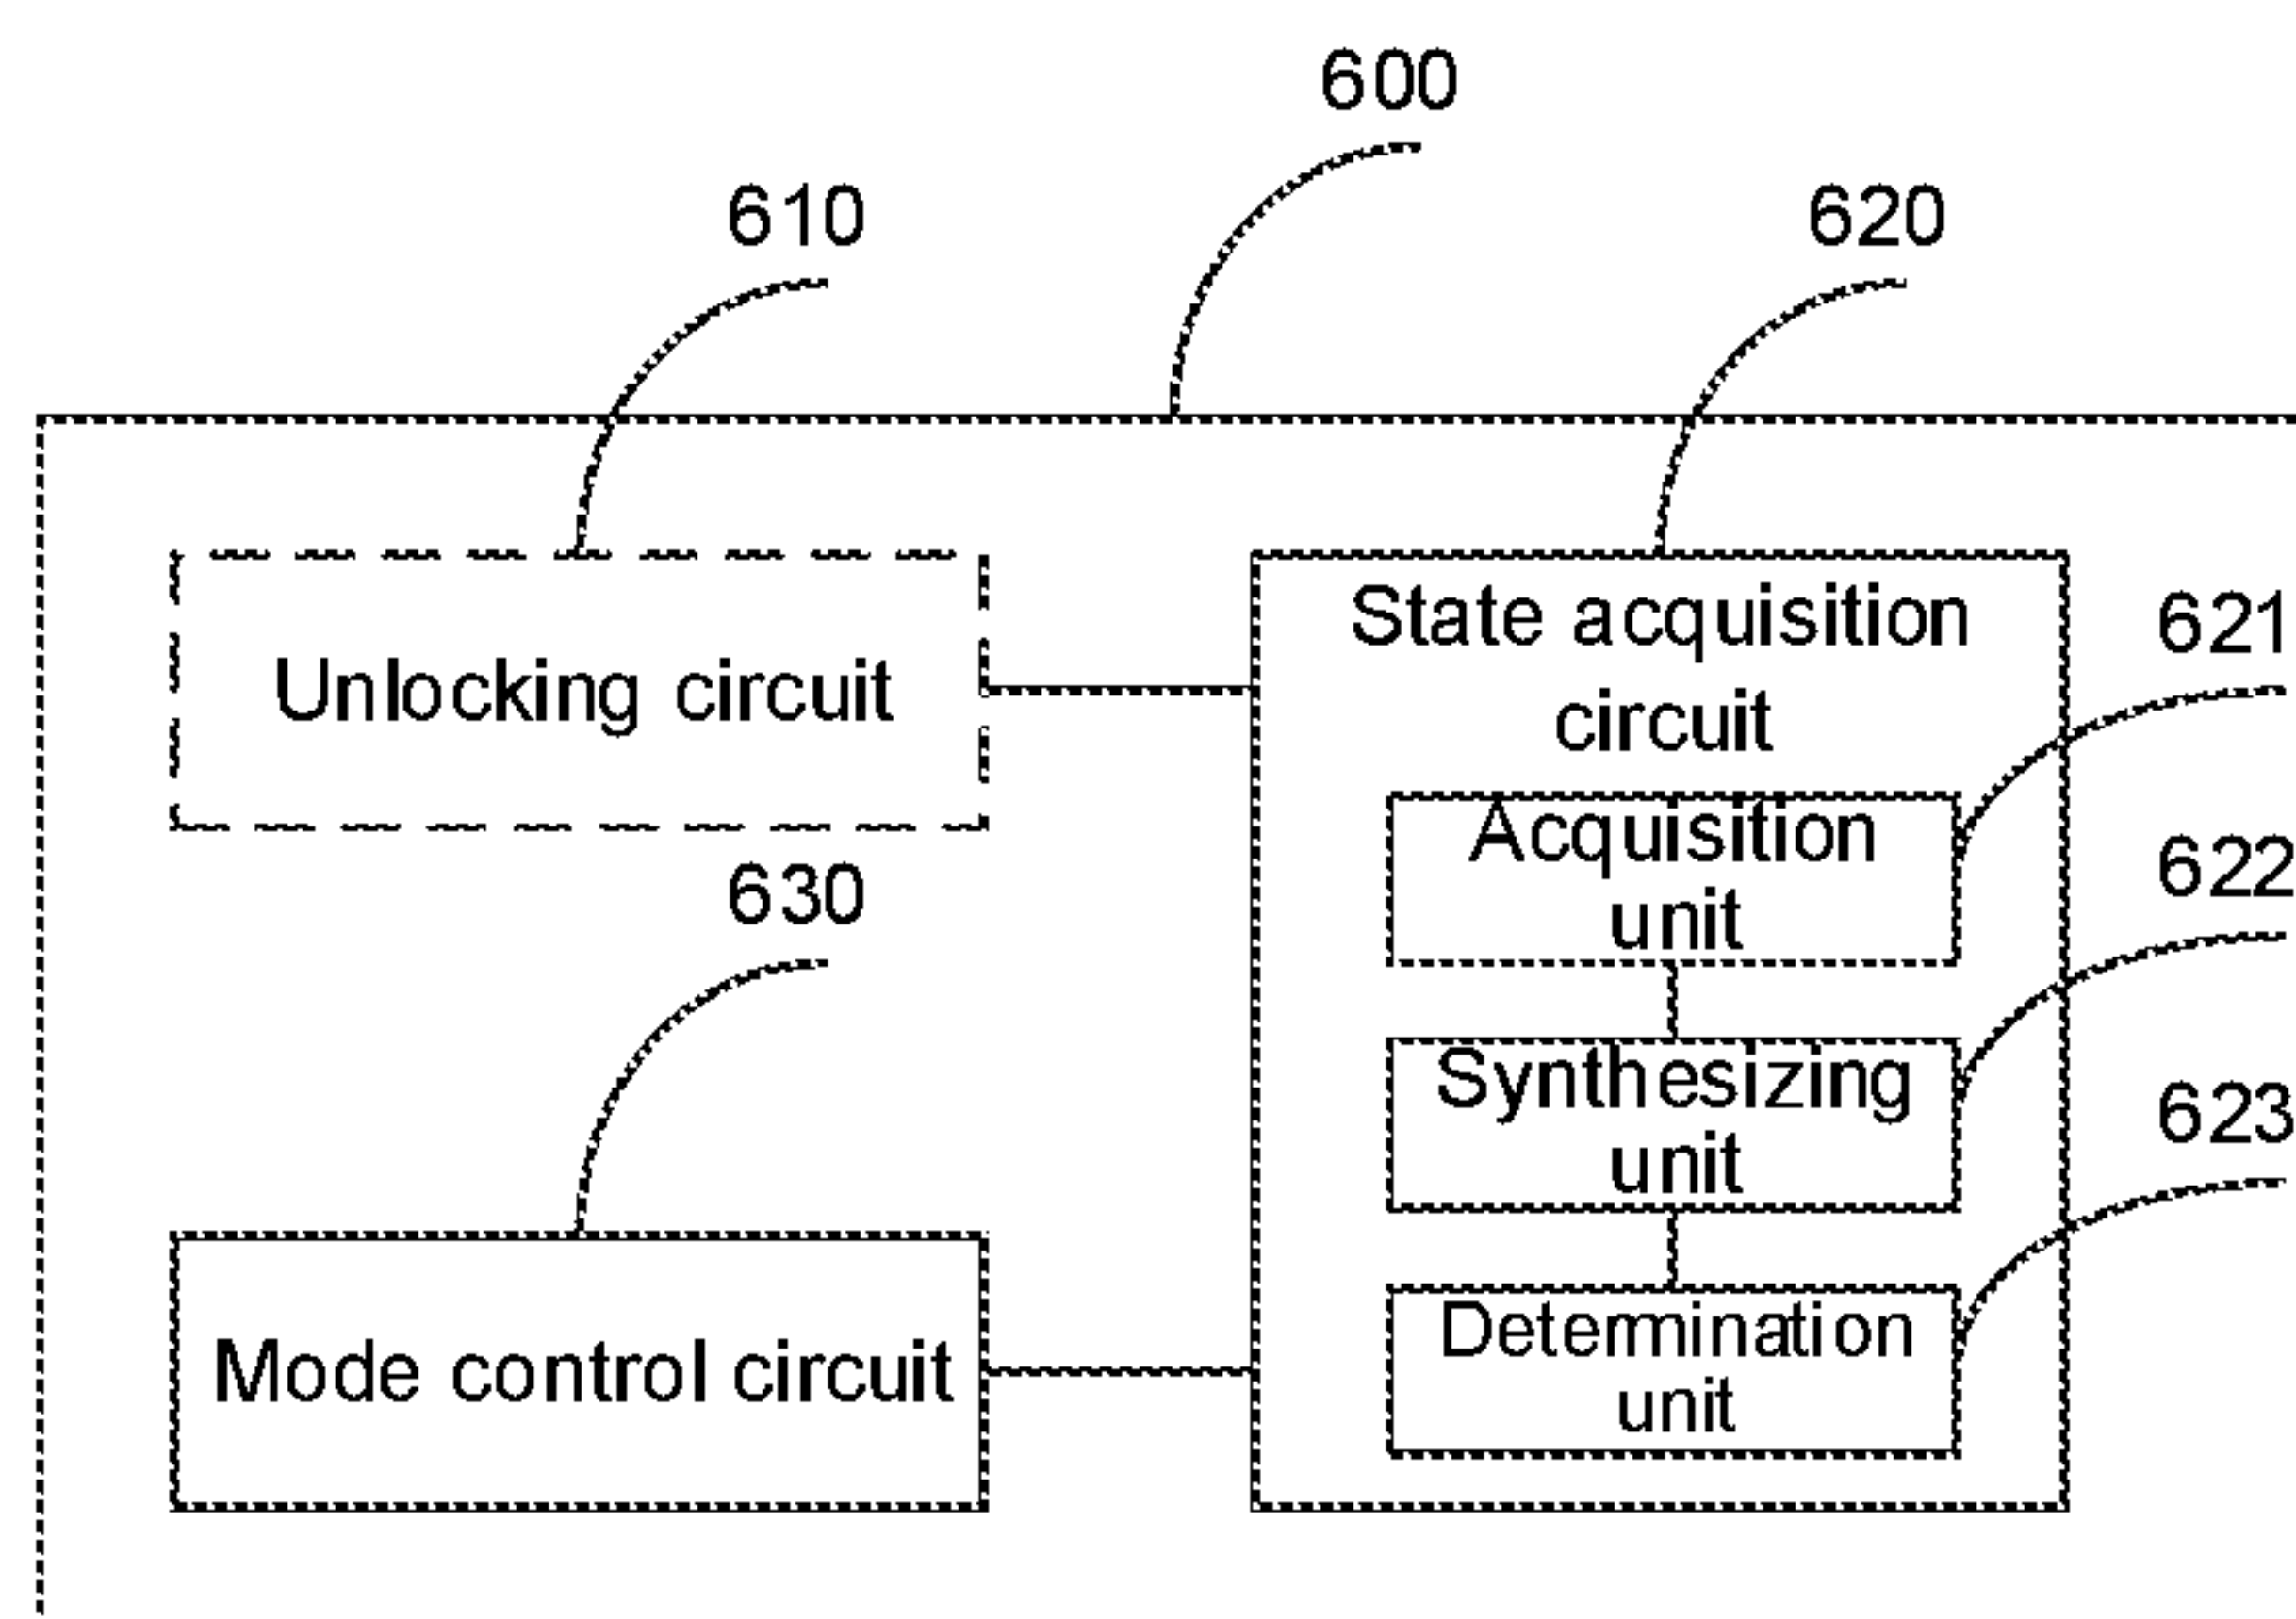 600
610
620
State acquisition
circuit
621
Unlocking circuit
Acquisition
unit
622
630
Synthesizing
unit
623
Determination
unit
Mode control circuit